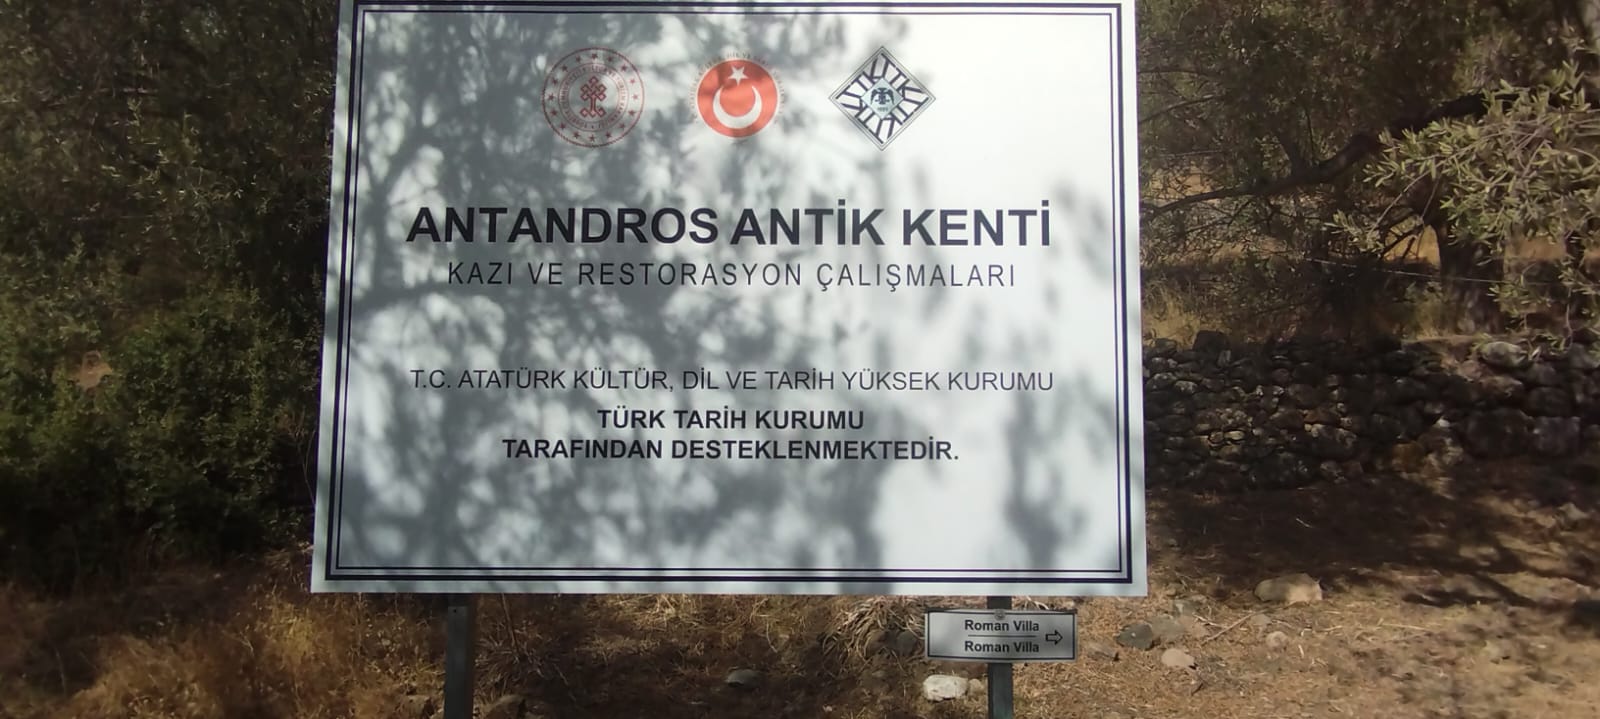 ANTANDROS ANTİK KENTİ
KAZI VE RESTORASYON ÇALIŞMALARI
T.C. ATATÜRK KÜLTÜR, DİL VE TARİH YÜKSEK KURUMU
TÜRK TARİH KURUMU
TARAFINDAN DESTEKLENMEKTEDİR.
Roman Villa
Roman Villa